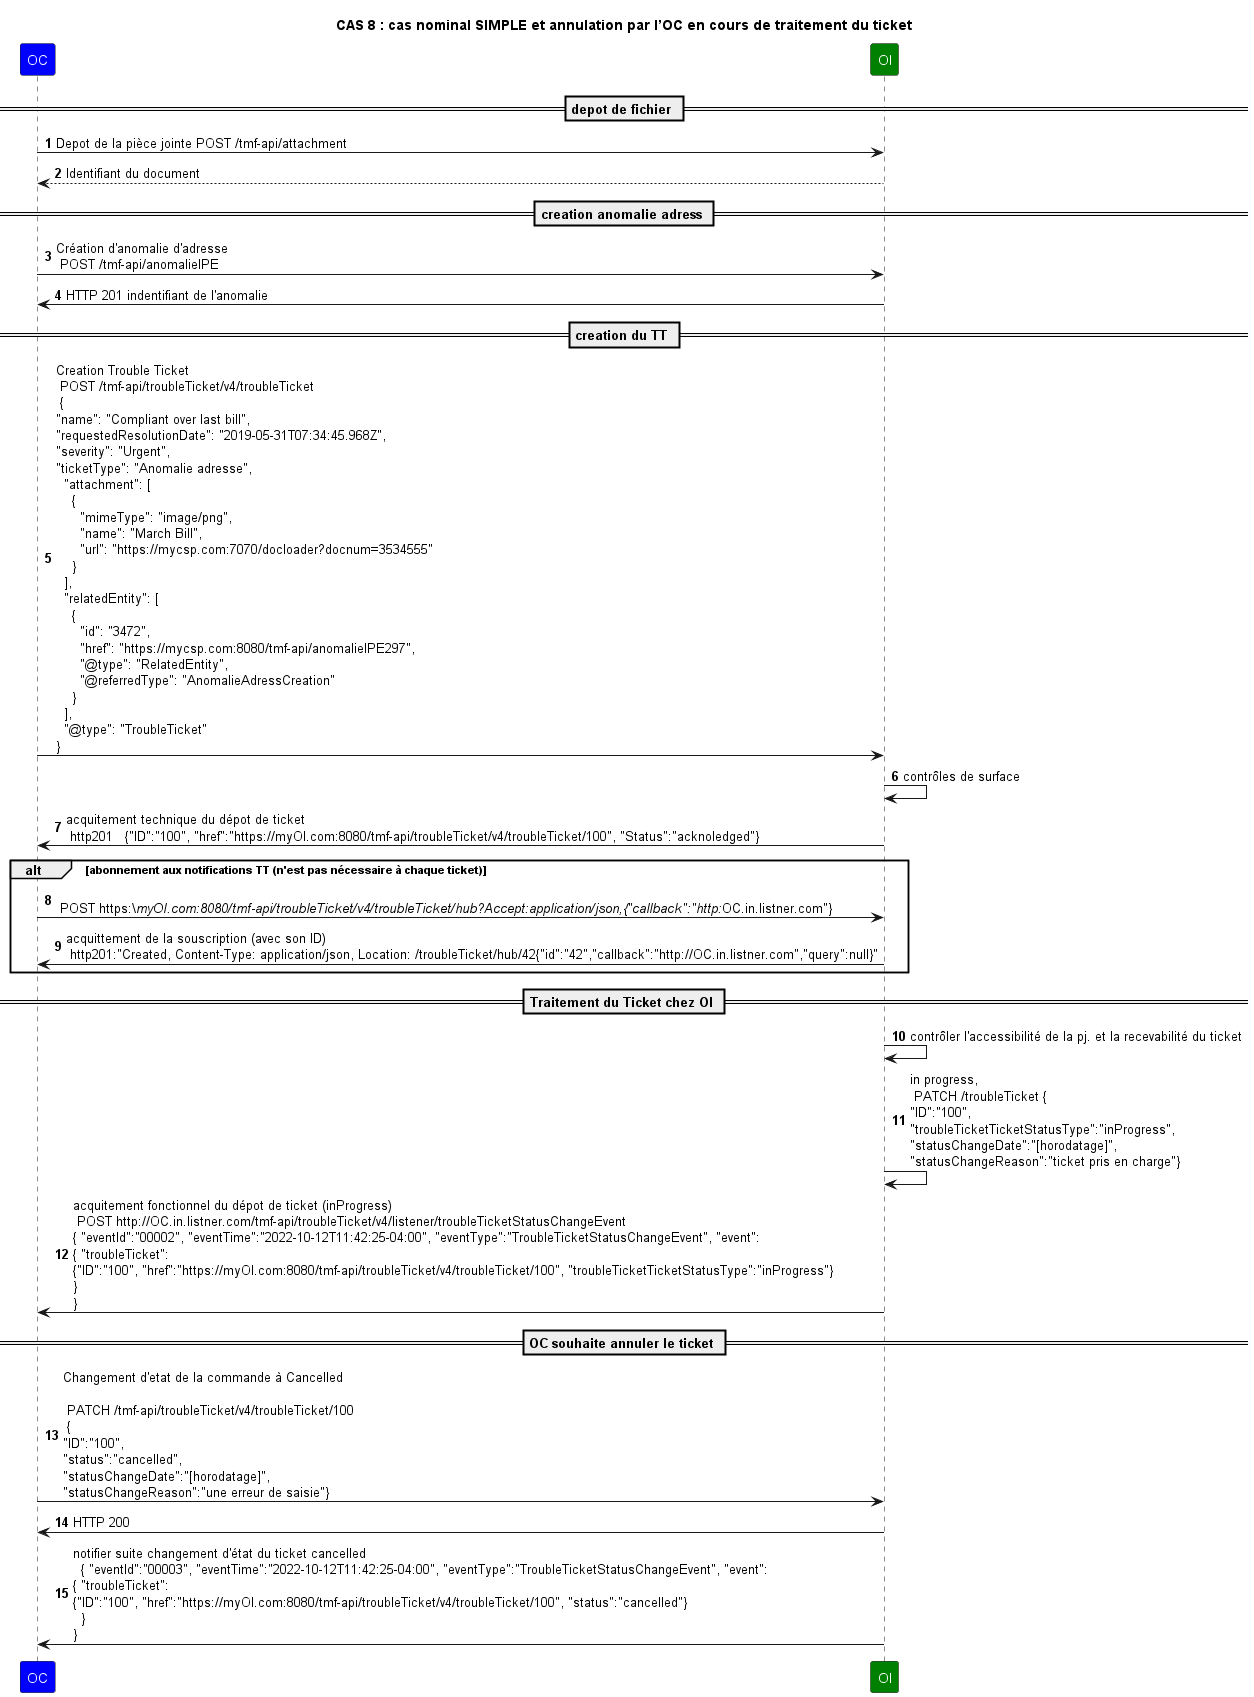 CAS 8 : cas nominal SIMPLE et annulation par l'OC en cours de traitement du ticket
OC
OI
depot de fichier
1 Depot de la pièce jointe POST /tmf-api/attachment
2 Identifiant du document
creation anomalie adress
Création d'anomalie d'adresse
3
POST /tmf-api/anomalieIPE
4 HTTP 201 indentifiant de l'anomalie
creation du TT
Creation Trouble Ticket
POST /tmf-api/troubleTicket/v4/troubleTicket
{
"name": "Compliant over last bill",
"requestedResolutionDate": "2019-05-31T07:34:45.968Z",
"severity": "Urgent",
"ticketType": "Anomalie adresse",
"attachment": [
{
"mimeType": "image/png",
"name": "March Bill",
"url": "https://mycsp.com:7070/docloader?docnum=3534555"
5
}
],
"relatedEntity": [
{
"id": "3472",
"href": "https://mycsp.com:8080/tmf-api/anomalieIPE297",
"@type": "RelatedEntity",
"@referredType": "AnomalieAdressCreation"
}
],
"@type": "TroubleTicket"
}
6 contrôles de surface
acquitement technique du dépot de ticket
7
http201 {"ID":"100", "href":"https://myOI.com:8080/tmf-api/troubleTicket/v4/troubleTicket/100", "Status":"acknoledged"}
alt [abonnement aux notifications TT (n'est pas nécessaire à chaque ticket)]
8
POST https:\myOI.com:8080/tmf-api/troubleTicket/v4/troubleTicket/hub?Accept:application/json,{"callback":"http:OC.in.listner.com"}
acquittement de la souscription (avec son ID)
9
http201:"Created, Content-Type: application/json, Location: /troubleTicket/hub/42{"id":"42","callback":"http://OC.in.listner.com","query":null}"
Traitement du Ticket chez OI
10 contrôler l'accessibilité de la pj. et la recevabilité du ticket
in progress,
PATCH /troubleTicket {
"ID":"100",
11
"troubleTicketTicketStatusType":"inProgress",
"statusChangeDate":"[horodatage]",
"statusChangeReason":"ticket pris en charge"}
acquitement fonctionnel du dépot de ticket (inProgress)
POST http://OC.in.listner.com/tmf-api/troubleTicket/v4/listener/troubleTicketStatusChangeEvent
{ "eventId":"00002", "eventTime":"2022-10-12T11:42:25-04:00", "eventType":"TroubleTicketStatusChangeEvent", "event":
12 { "troubleTicket":
{"ID":"100", "href":"https://myOI.com:8080/tmf-api/troubleTicket/v4/troubleTicket/100", "troubleTicketTicketStatusType":"inProgress"}
}
}
OC souhaite annuler le ticket
Changement d'etat de la commande à Cancelled
PATCH /tmf-api/troubleTicket/v4/troubleTicket/100
{
13
"ID":"100",
"status":"cancelled",
"statusChangeDate":"[horodatage]",
"statusChangeReason":"une erreur de saisie"}
14 HTTP 200
notifier suite changement d'état du ticket cancelled
{ "eventId":"00003", "eventTime":"2022-10-12T11:42:25-04:00", "eventType":"TroubleTicketStatusChangeEvent", "event":
{ "troubleTicket":
15
{"ID":"100", "href":"https://myOI.com:8080/tmf-api/troubleTicket/v4/troubleTicket/100", "status":"cancelled"}
}
}
OC
OI